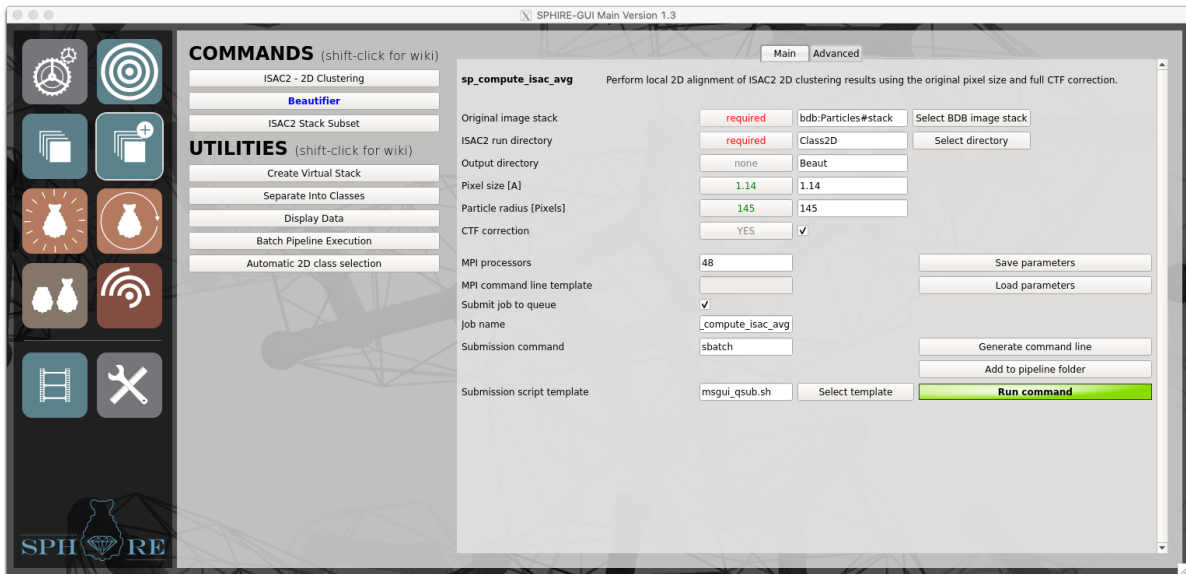 SPHIRE-GUI Main Version 1.3
COMMANDS (shift-click for wiki)
ISAC2 - 2D Clustering
Beautifier
ISAC2 Stack Subset
UTILITIES (shift-click for wiki)
Create Virtual Stack
Separate Into Classes
Display Data
Batch Pipeline Execution
Automatic 2D class selection
Main Advanced
sp_compute_isac_avg Perform local 2D alignment of ISAC2 2D clustering results using the original pixel size and full CTF correction.
Original image stack required bdb:Particles#stack Select BDB image stack
ISAC2 run directory required Class2D Select directory
Output directory none Beaut
Pixel size [A] 1.14 1.14
Particle radius [Pixels] 145 145
CTF correction YES
MPI processors 48 Save parameters
MPI command line template Load parameters
Submit job to queue
Job name _compute_isac_avg
Submission command sbatch Generate command line
Add to pipeline folder
Submission script template msgui_qsub.sh Select template Run command
SPH RE